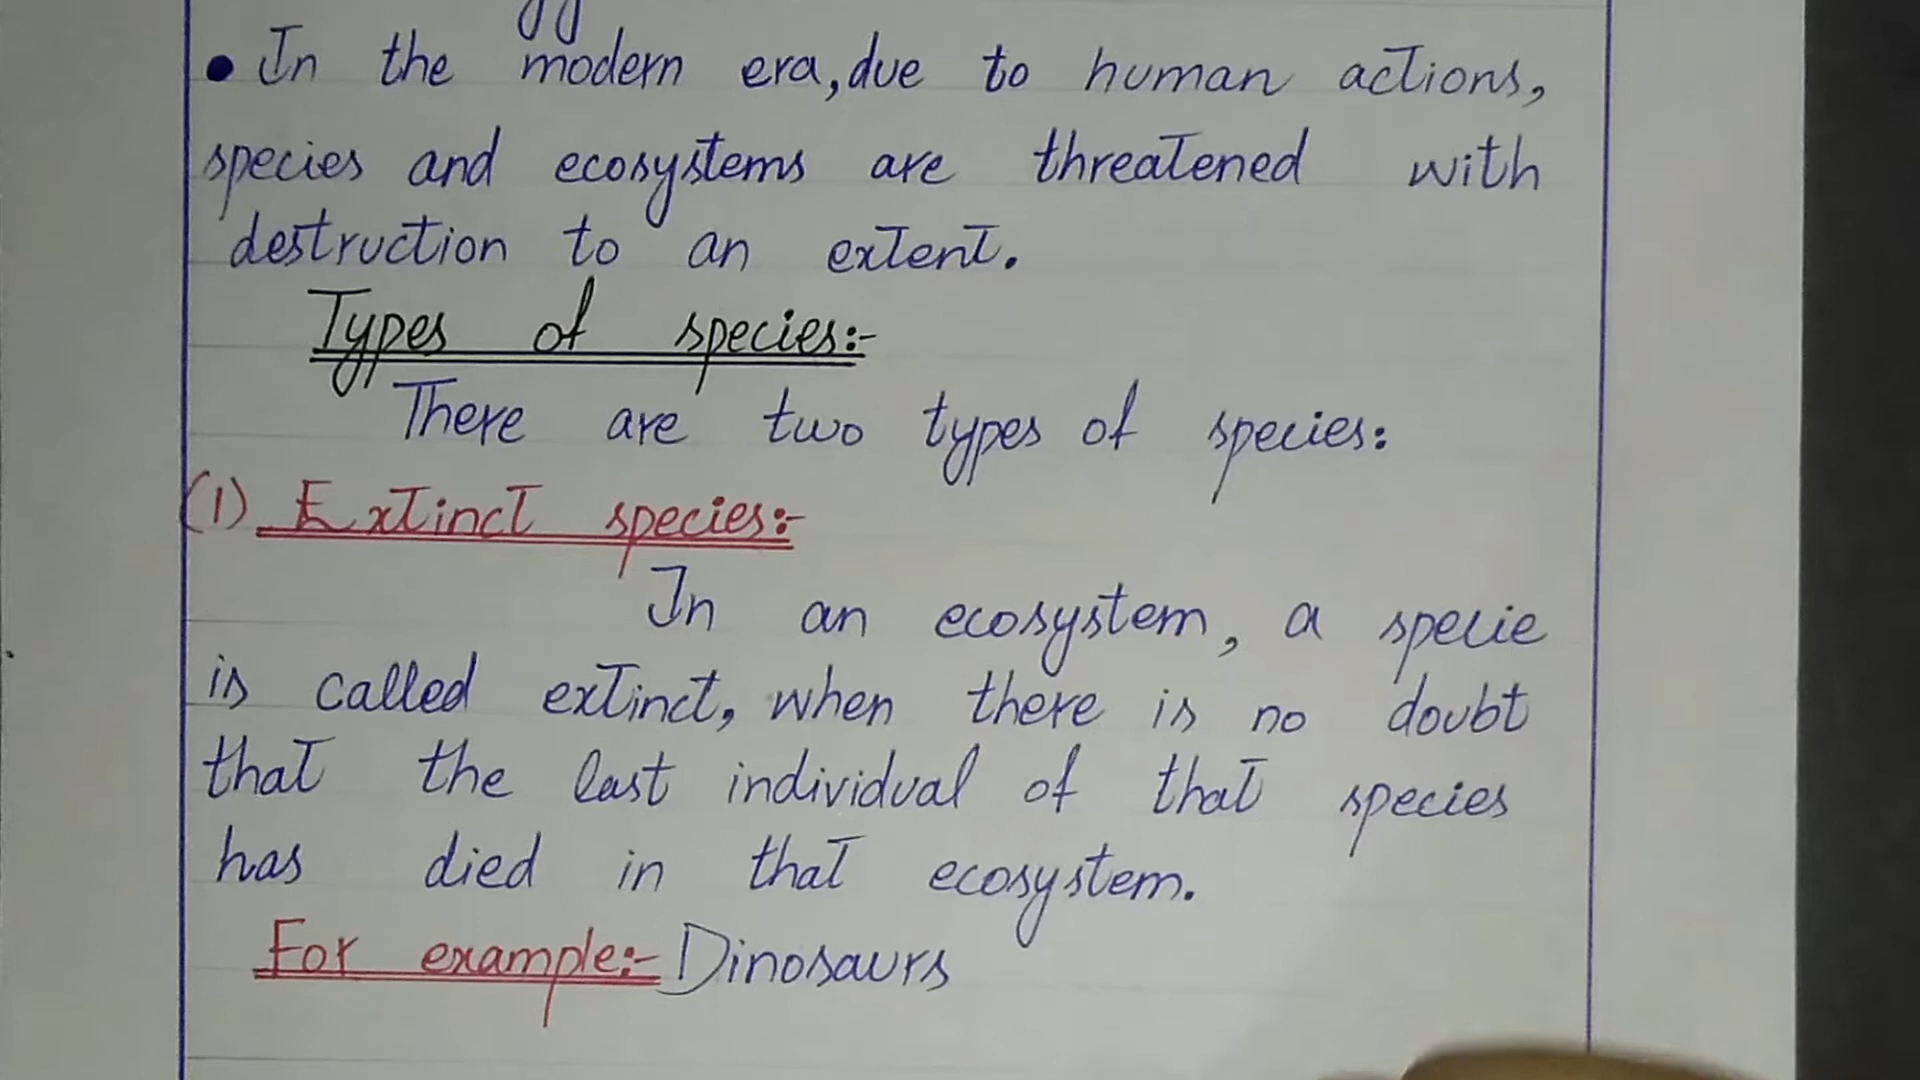 • In the modern era, due to human actions,
species and ecosystems are threatened with
destruction to an extent.
Types of species:-
There are two types of species:
(1) Extinct species:-
In an ecosystem, a specie
is called extinct, when there is no doubt
that the last individual of that species
has died in that ecosystem.
For example:- Dinosaurs